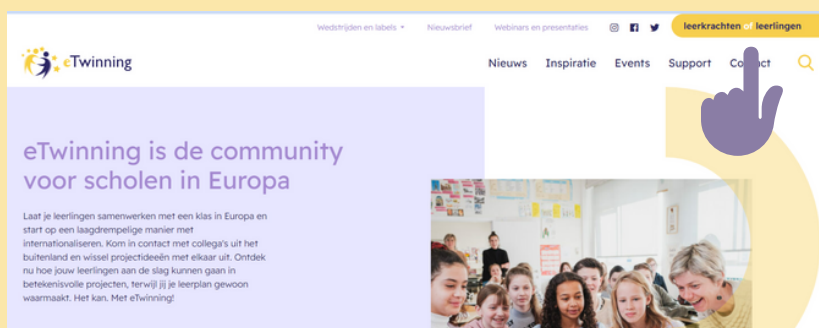 Wedstrijden en labels Nieuwsbrief Webinars en presentaties leerkrachten of leerlingen
eTwinning Nieuws Inspiratie Events Support
eTwinning is de community
voor scholen in Europa
Laat je leerlingen samenwerken met een klas in Europa en
start op een laagdrempelige manier met
internationaliseren. Kom in contact met collega's uit het
buitenland en wissel projectideeën met elkaar uit. Ontdek
nu hoe jouw leerlingen aan de slag kunnen gaan in
betekenisvolle projecten, terwijl jij je leerplan gewoon
waarmaakt. Het kan. Met eTwinning!